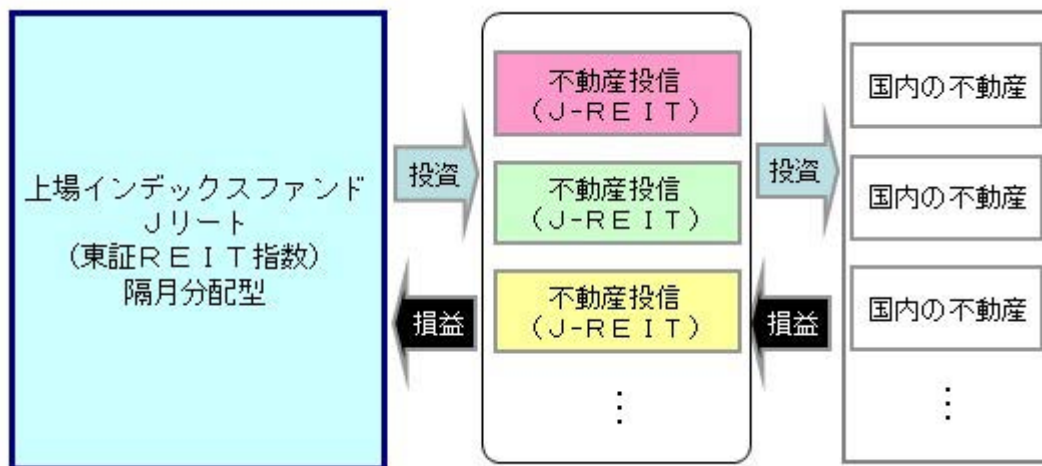 上場インデックスファンド
Jリート
(東証REIT指数)
隔月分配型
投資
損益
不動産投信
(J-REIT)
不動産投信
(J-REIT)
不動産投信
(J-REIT)
⋮
投資
損益
国内の不動産
国内の不動産
国内の不動産
⋮